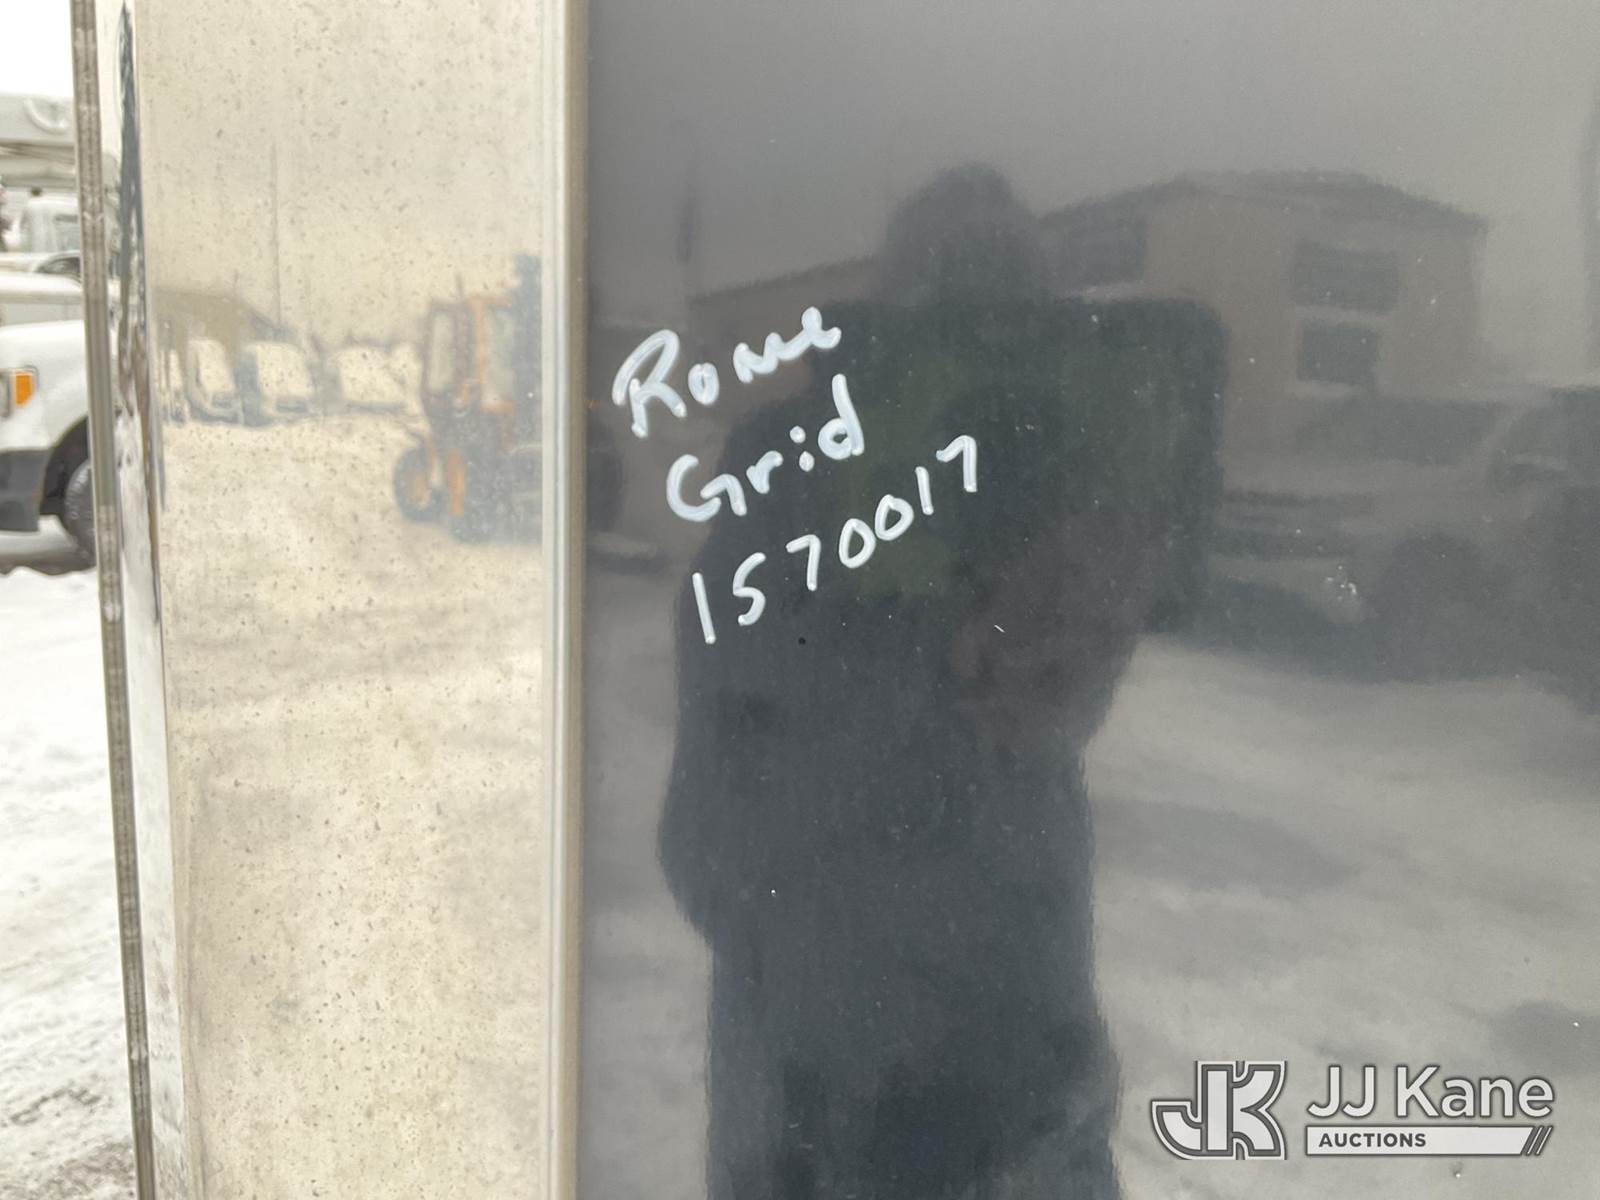 Rome
Grid
1570017
JJ Kane
AUCTIONS